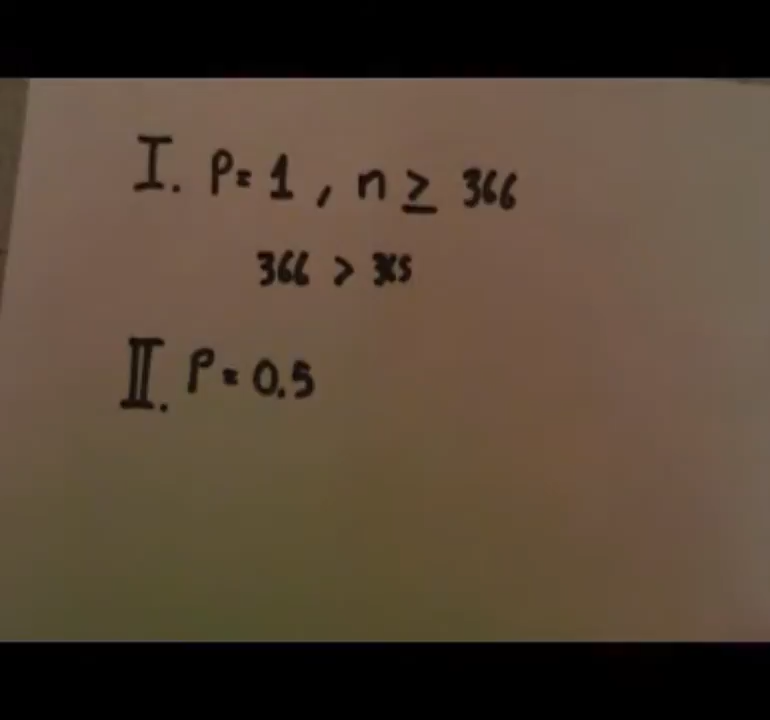 I. P = 1 , n ≥ 366
366 > 365
II. P = 0.5